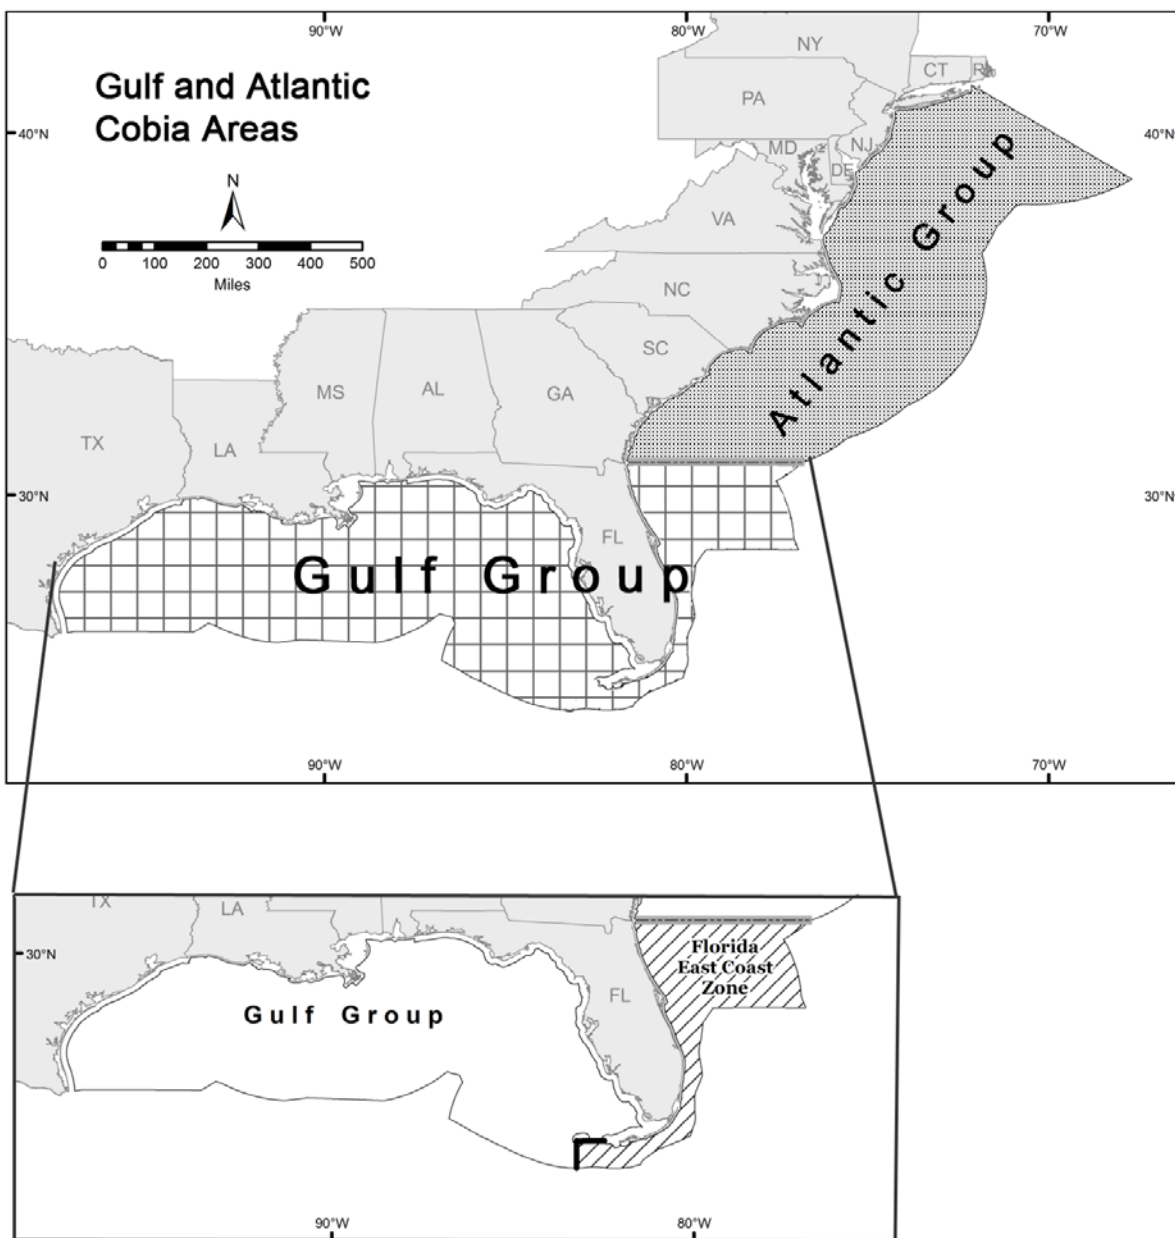 90°W
80°W
70°W
Gulf and Atlantic
Cobia Areas
N
0 100 200 300 400 500
Miles
NY
CT
R
PA
40°N
40°N
MD
NJ
DE
VA
NC
SC
MS
AL
GA
TX
LA
FL
Atlantic Group
30°N
30°N
Gulf Group
90°W
80°W
70°W
TX
LA
30°N
Florida
East Coast
Zone
Gulf Group
FL
90°W
80°W